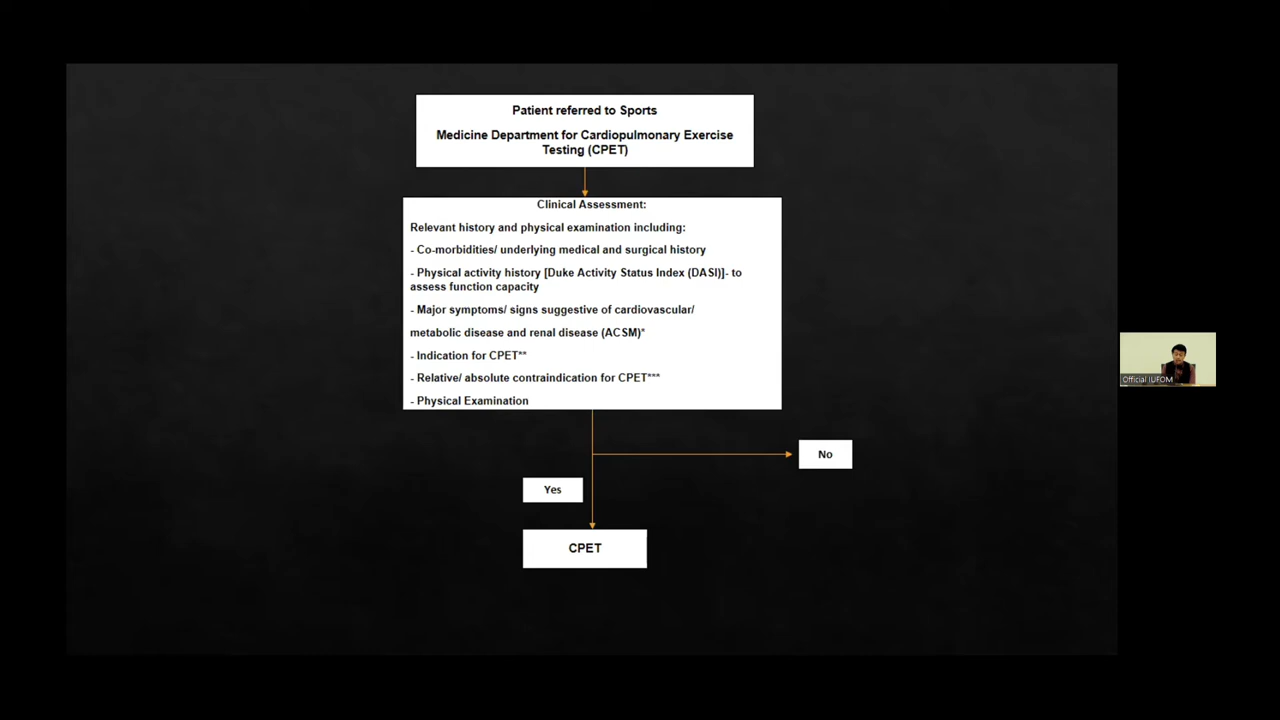 Patient referred to Sports
Medicine Department for Cardiopulmonary Exercise
Testing (CPET)
Clinical Assessment:
Relevant history and physical examination including:
- Co-morbidities/ underlying medical and surgical history
- Physical activity history [Duke Activity Status Index (DASI)]- to
assess function capacity
- Major symptoms/ signs suggestive of cardiovascular/
metabolic disease and renal disease (ACSM)*
- Indication for CPET**
- Relative/ absolute contraindication for CPET***
- Physical Examination
No
Yes
CPET
Official IUFOM